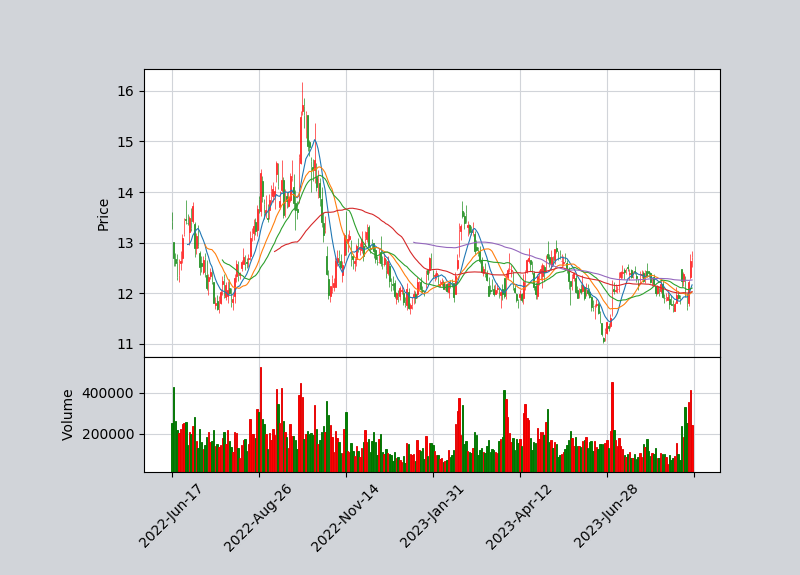 16
15
14
13
12
11
Price
400000
200000
Volume
2022-Jun-17
2022-Aug-26
2022-Nov-14
2023-Jan-31
2023-Apr-12
2023-Jun-28